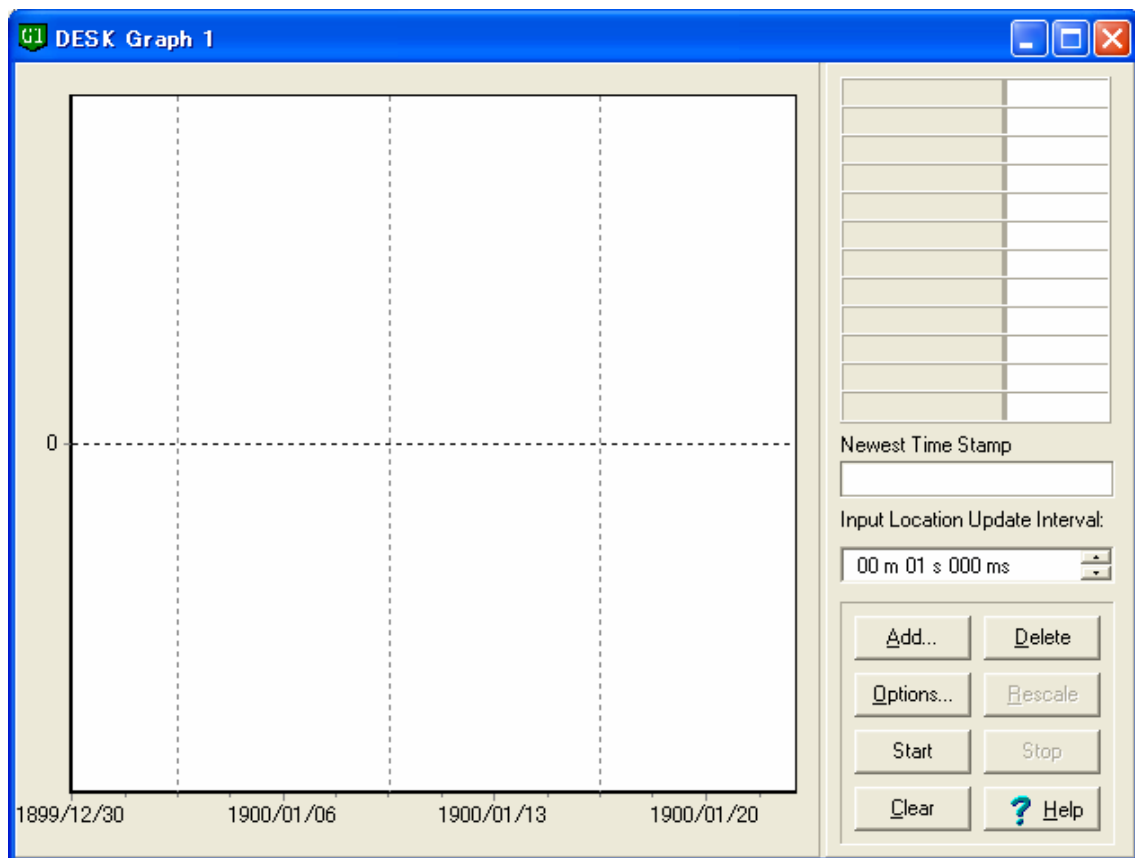 G1 DESK Graph 1
0
1899/12/30 1900/01/06 1900/01/13 1900/01/20
Newest Time Stamp
Input Location Update Interval:
00 m 01 s 000 ms
Add... Delete
Options... Rescale
Start Stop
Clear ? Help